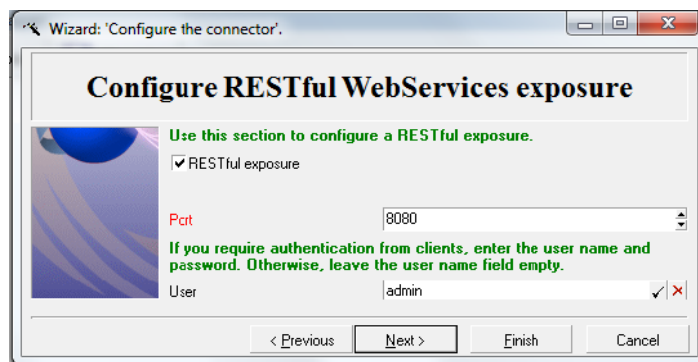 Wizard: 'Configure the connector'.
Configure RESTful WebServices exposure
Use this section to configure a RESTful exposure.
RESTful exposure
Port 8080
If you require authentication from clients, enter the user name and
password. Otherwise, leave the user name field empty.
User admin
< Previous Next > Finish Cancel